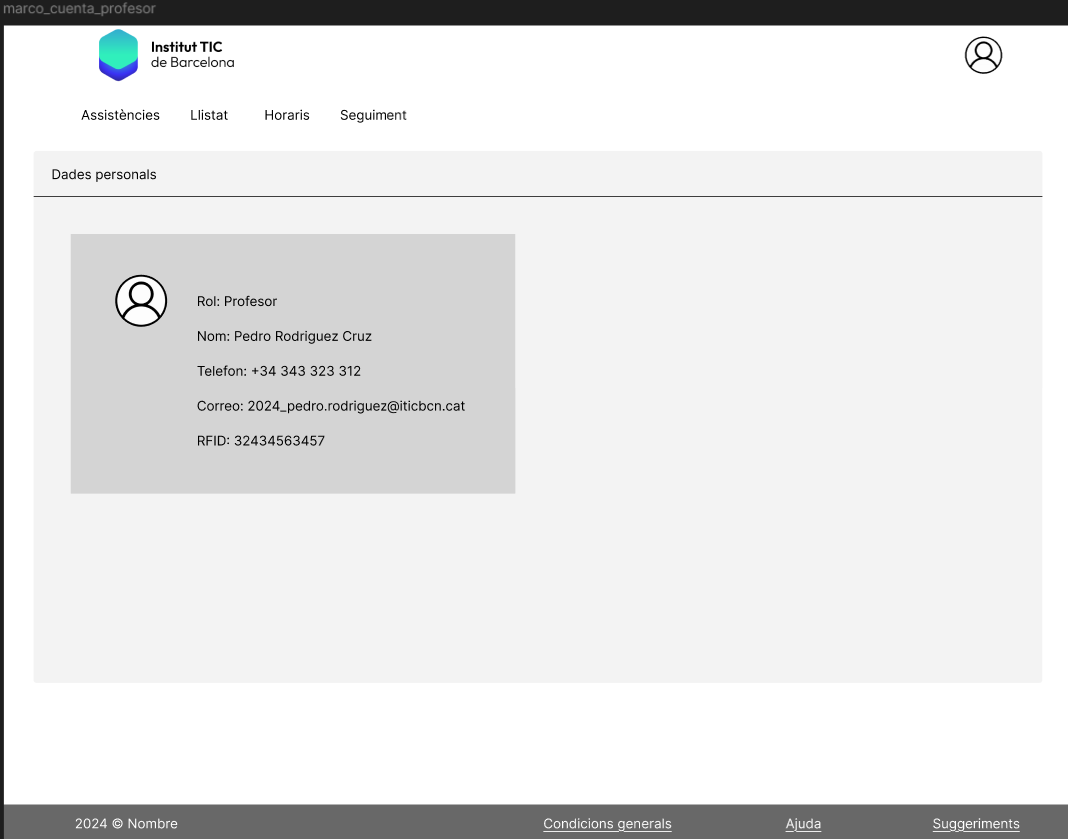 marco_cuenta_profesor
Institut TIC
de Barcelona
Assistències Llistat Horaris Seguiment
Dades personals
Rol: Profesor
Nom: Pedro Rodriguez Cruz
Telefon: +34 343 323 312
Correo: 2024_pedro.rodriguez@iticbcn.cat
RFID: 32434563457
2024 © Nombre Condicions generals Ajuda Suggeriments